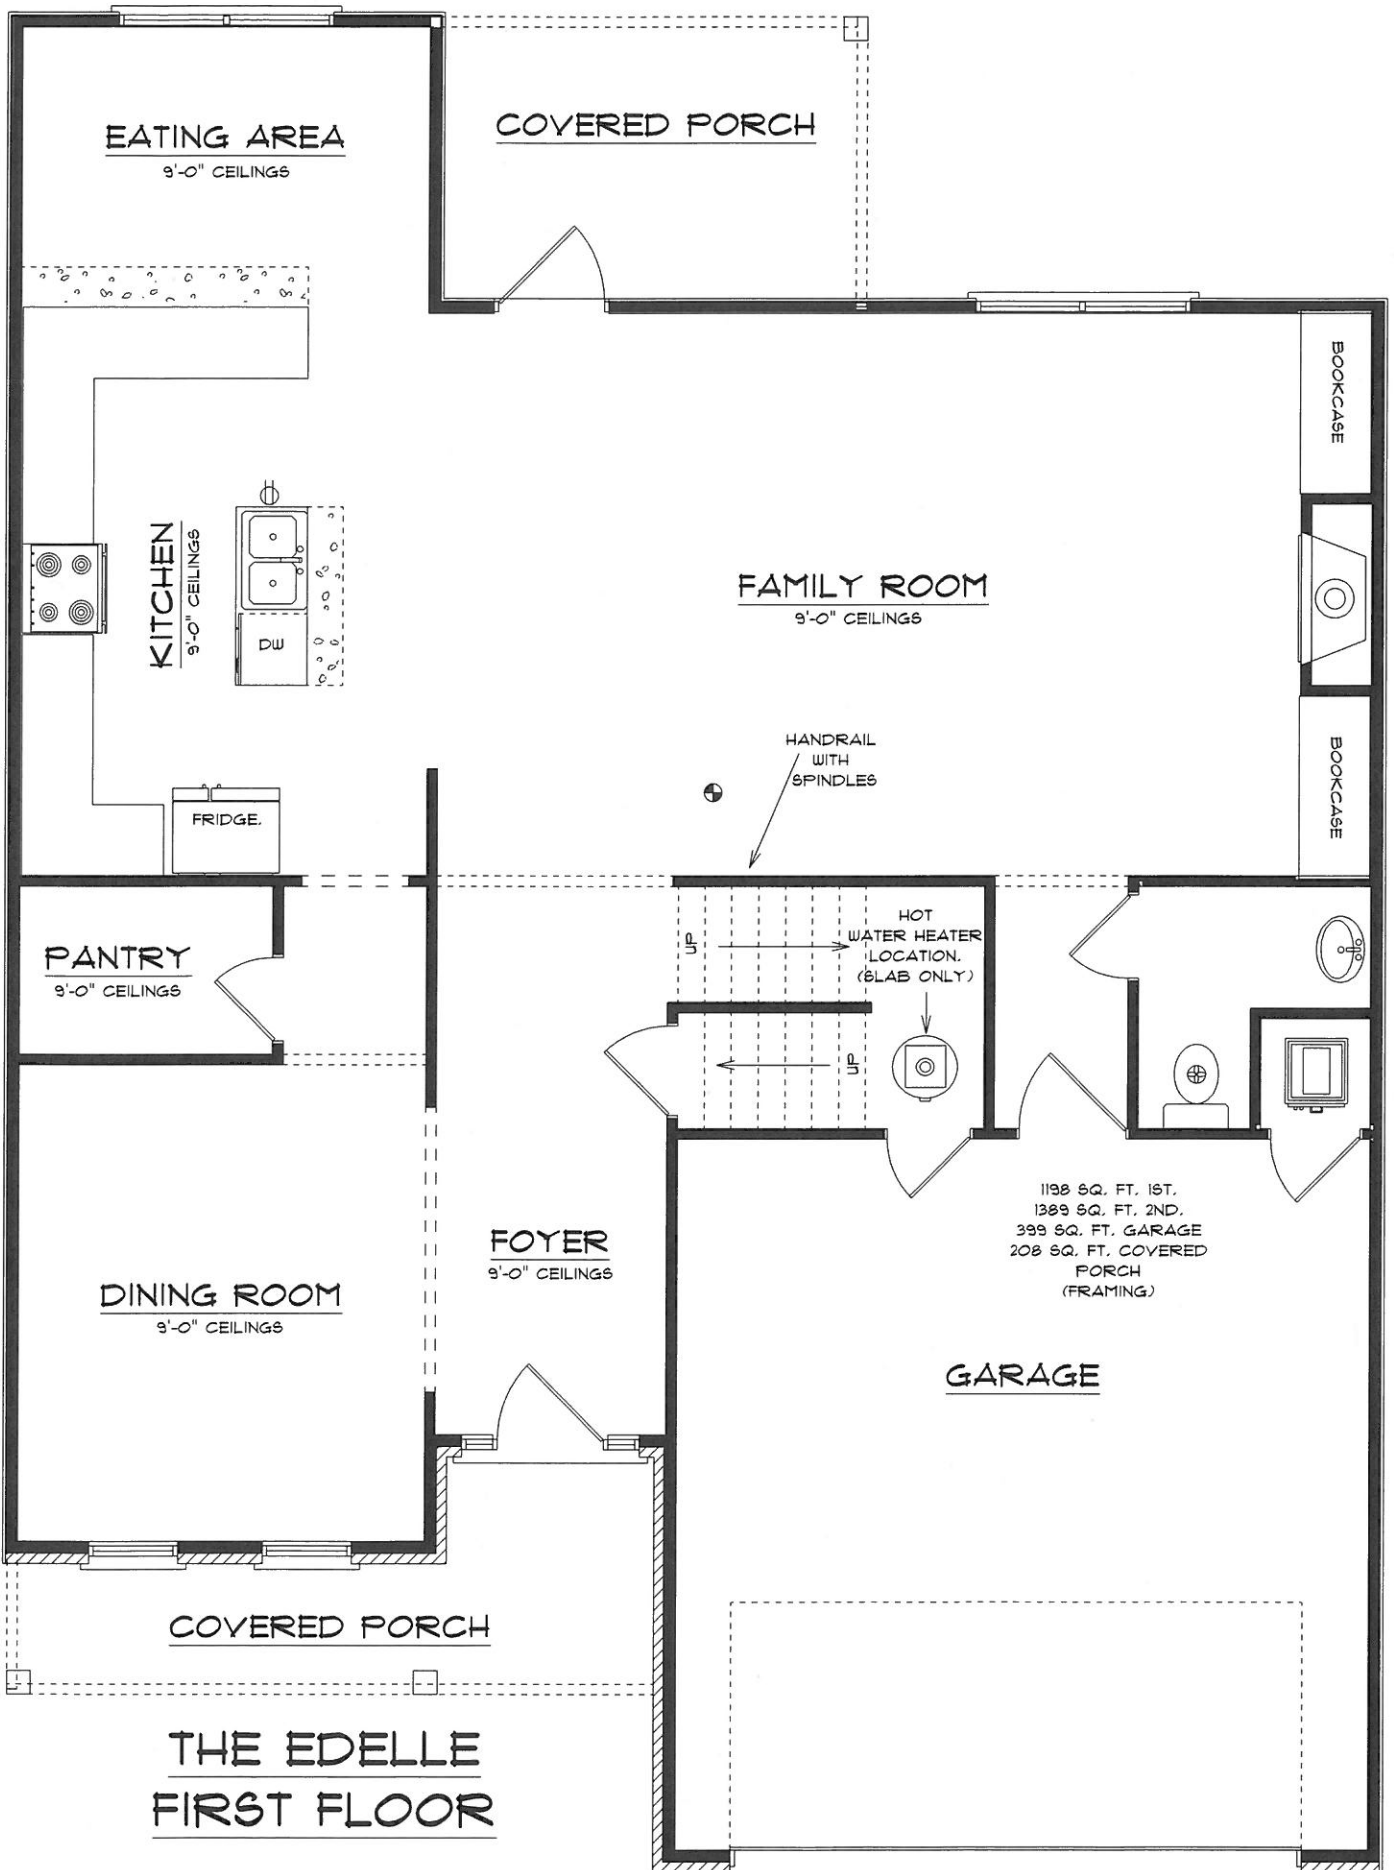 EATING AREA
9'-0" CEILINGS
COVERED PORCH
BOOKCASE
KITCHEN
9'-0" CEILINGS
DW
FAMILY ROOM
9'-0" CEILINGS
HANDRAIL
WITH
SPINDLES
BOOKCASE
FRIDGE.
PANTRY
9'-0" CEILINGS
UP
HOT
WATER HEATER
LOCATION.
(SLAB ONLY)
UP
1198 SQ. FT. 1ST.
1389 SQ. FT. 2ND.
399 SQ. FT. GARAGE
208 SQ. FT. COVERED
PORCH
(FRAMING)
FOYER
9'-0" CEILINGS
DINING ROOM
9'-0" CEILINGS
GARAGE
COVERED PORCH
THE EDELLE
FIRST FLOOR